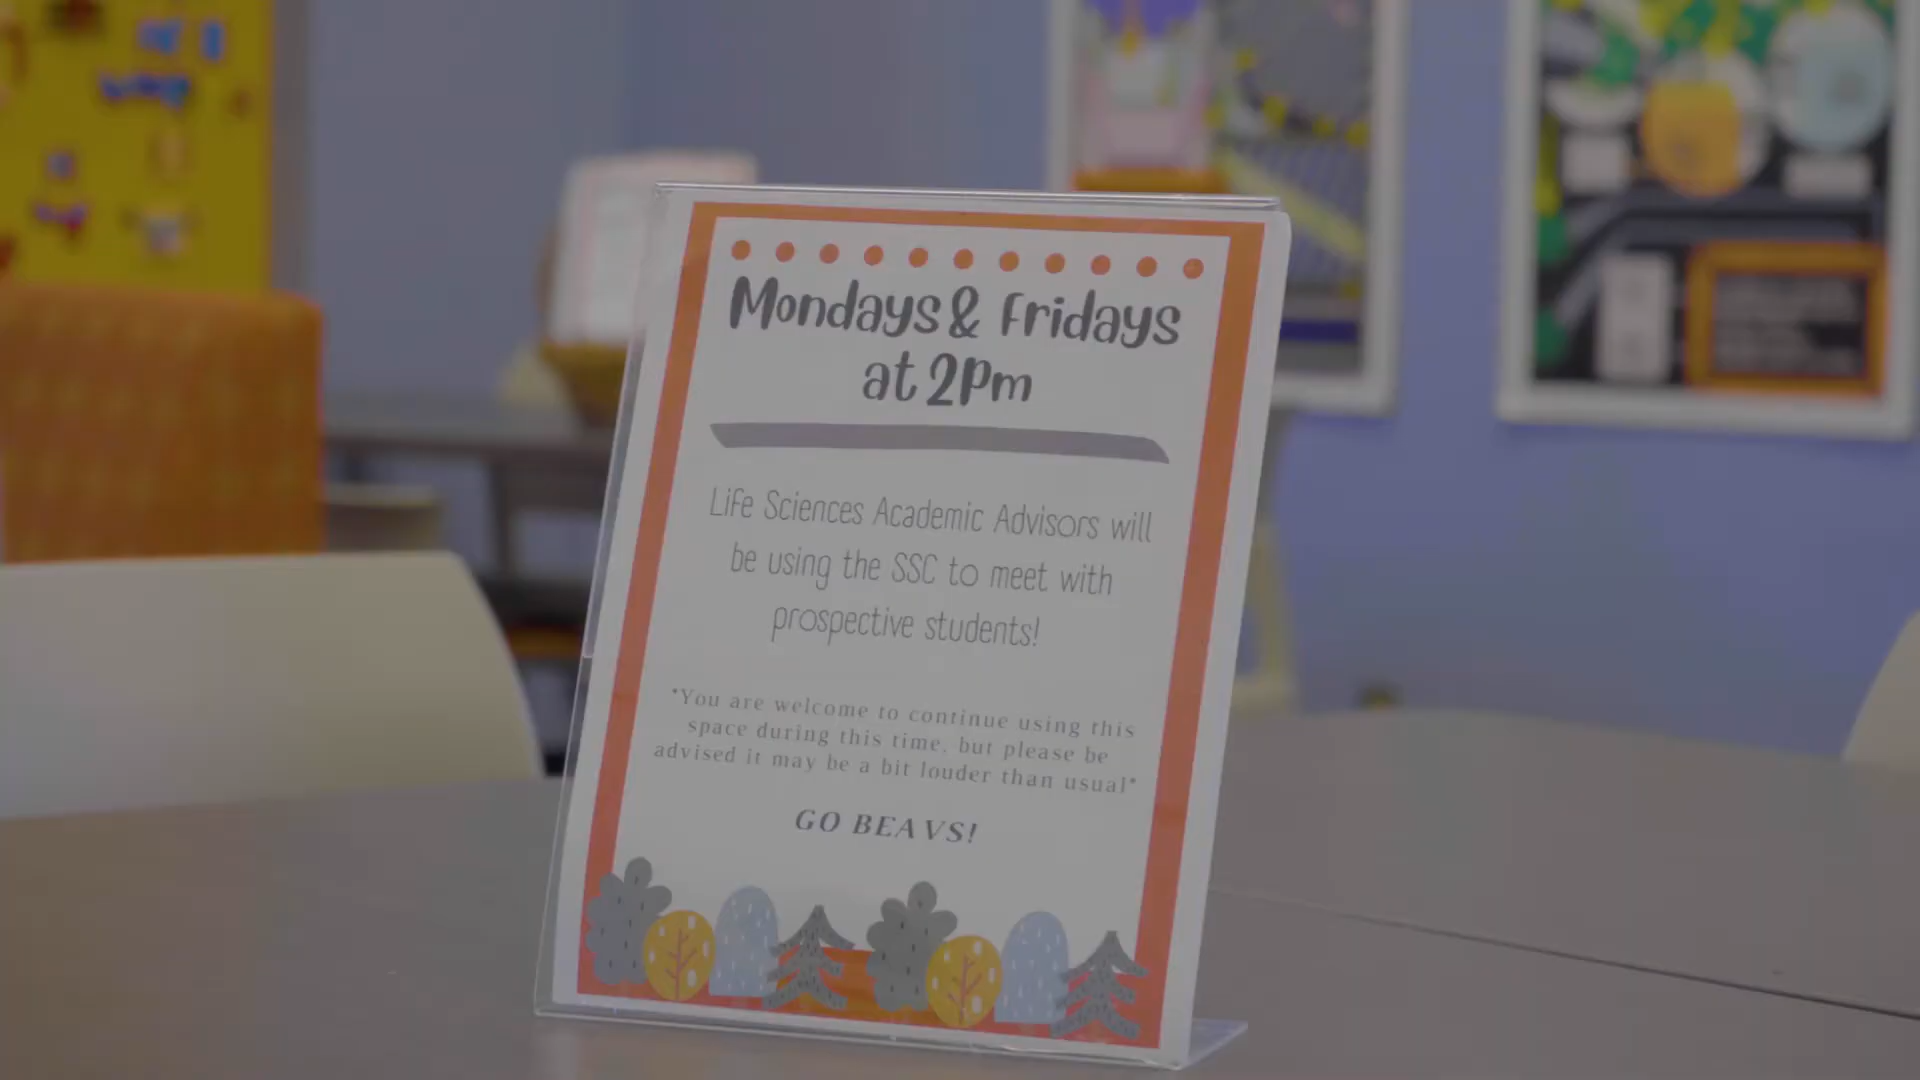 Mondays & Fridays
at 2Pm
Life Sciences Academic Advisors will
be using the SSC to meet with
prospective students!
*You are welcome to continue using this
space during this time, but please be
advised it may be a bit louder than usual*
GO BEAVS!